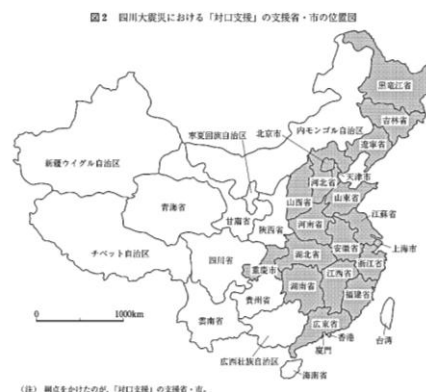 図2 四川大震災における「対口支援」の支援省・市の位置図
黒竜江省
吉林省
遼寧省
内モンゴル自治区
北京市
寧夏回族自治区
天津市
河北省
新疆ウイグル自治区
山西省
山東省
青海省
甘粛省
陝西省
河南省
江蘇省
チベット自治区
四川省
湖北省
安徽省
上海市
重慶市
浙江省
湖南省
江西省
貴州省
福建省
雲南省
広東省
0 1000km
香港
台湾
厦門
広西壮族自治区
海南省
(注) 網点をかけたのが、「対口支援」の支援省・市。